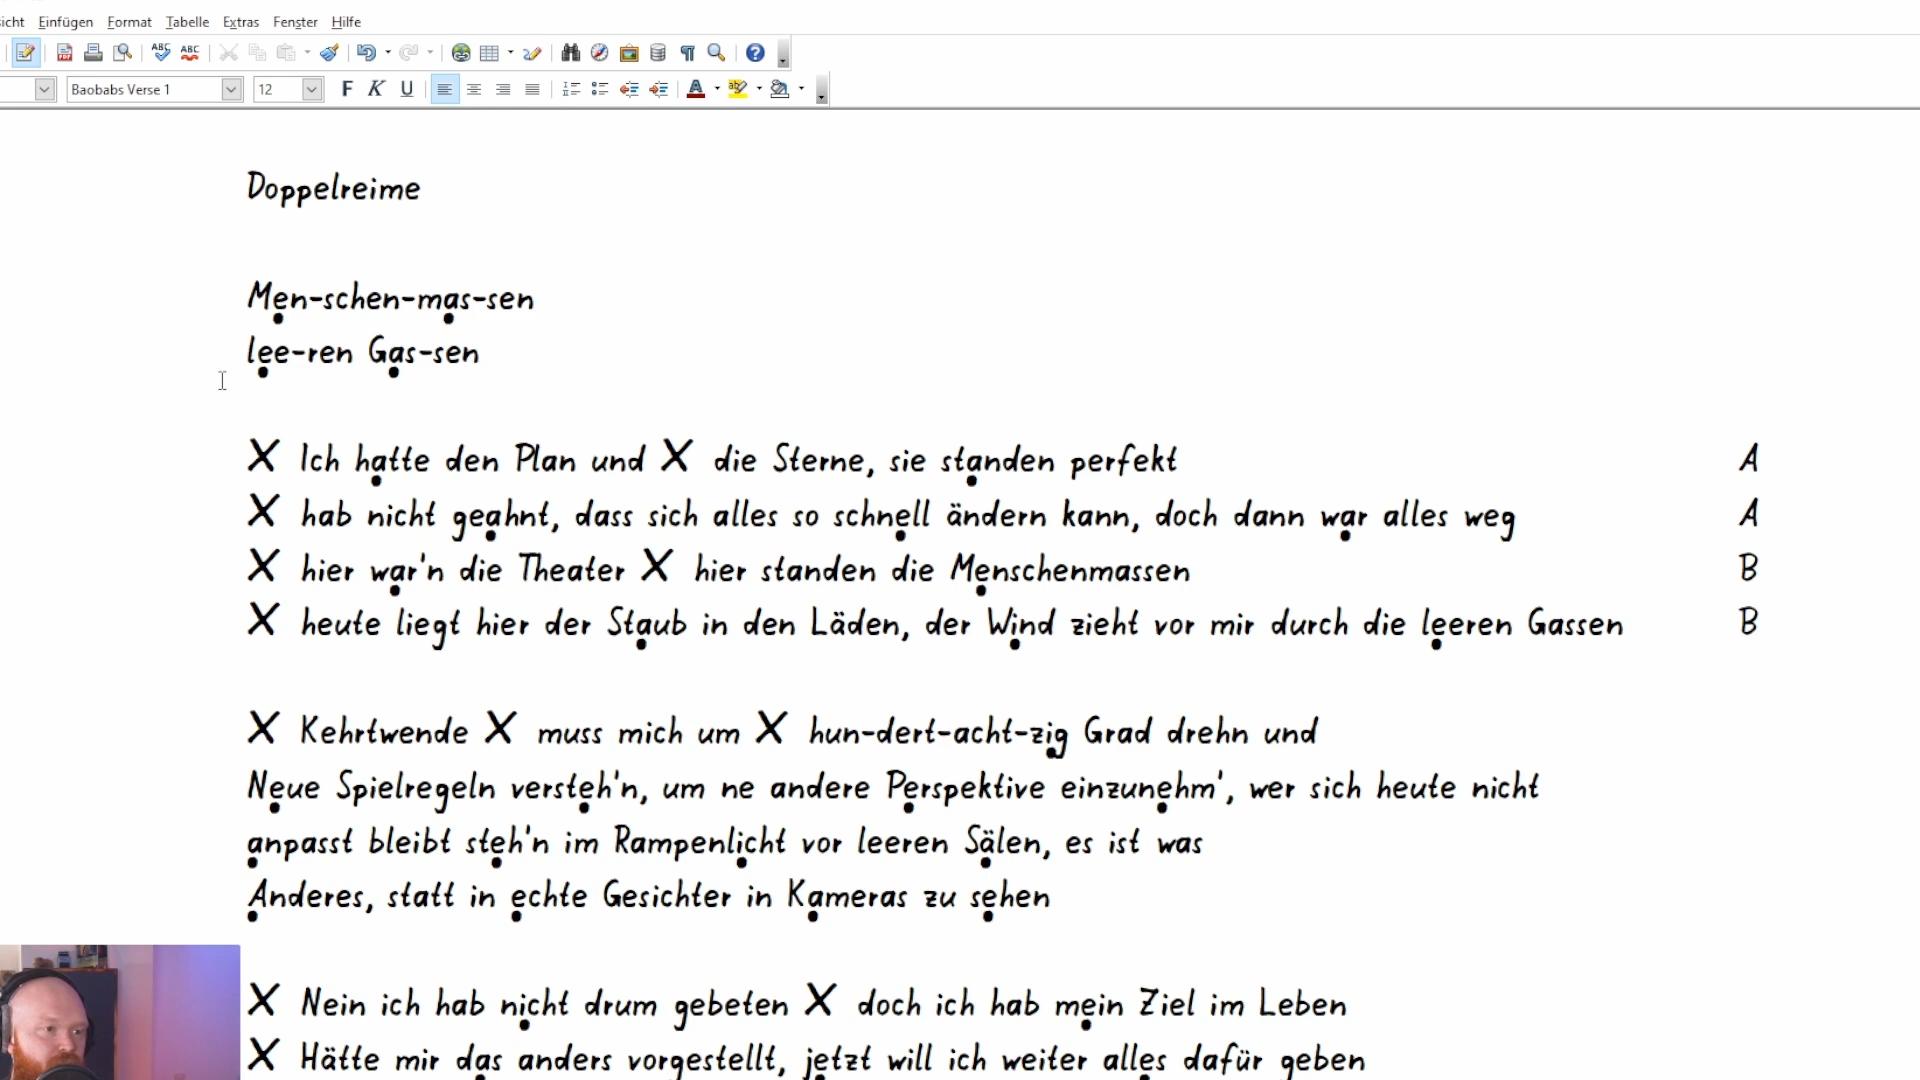 icht Einfügen Format Tabelle Extras Fenster Hilfe
Baobabs Verse 1 12 F K U
Doppelreime
Men-schen-mas-sen
lee-ren Gas-sen
X Ich hatte den Plan und X die Sterne, sie standen perfekt A
X hab nicht geahnt, dass sich alles so schnell ändern kann, doch dann war alles weg A
X hier war'n die Theater X hier standen die Menschenmassen B
X heute liegt hier der Staub in den Läden, der Wind zieht vor mir durch die leeren Gassen B
X Kehrtwende X muss mich um X hun-dert-acht-zig Grad drehn und
Neue Spielregeln versteh'n, um ne andere Perspektive einzunehm', wer sich heute nicht
anpasst bleibt steh'n im Rampenlicht vor leeren Sälen, es ist was
Anderes, statt in echte Gesichter in Kameras zu sehen
X Nein ich hab nicht drum gebeten X doch ich hab mein Ziel im Leben
X Hätte mir das anders vorgestellt, jetzt will ich weiter alles dafür geben